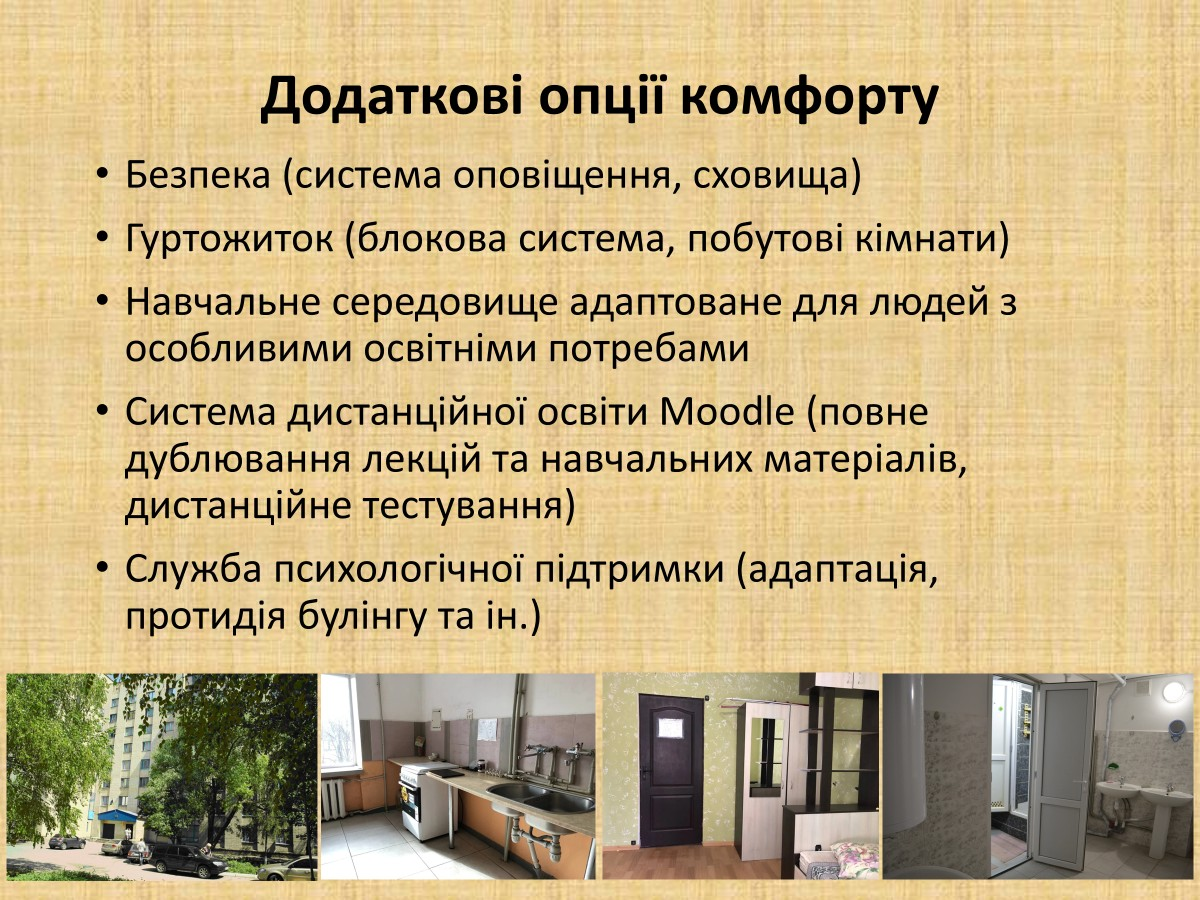 Додаткові опції комфорту
• Безпека (система оповіщення, сховища)
• Гуртожиток (блокова система, побутові кімнати)
• Навчальне середовище адаптоване для людей з
особливими освітніми потребами
• Система дистанційної освіти Moodle (повне
дублювання лекцій та навчальних матеріалів,
дистанційне тестування)
• Служба психологічної підтримки (адаптація,
протидія булінгу та ін.)